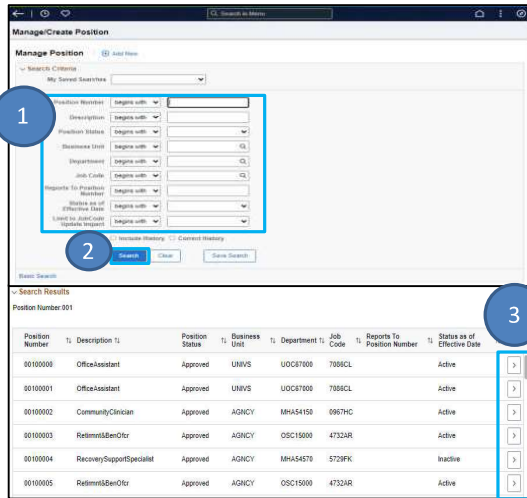 Search in Menu
Manage/Create Position
Manage Position Add New
Search Criteria
My Saved Searches
1
Position Number begins with
Description begins with
Position Status begins with
Business Unit begins with
Department begins with
Job Code begins with
Reports To Position Number begins with
Status as of Effective Date begins with
Limit to JobCode Update Impact begins with
Include History Correct History
2
Search Clear Save Search
Basic Search
Search Results
Position Number:001
3
Position Number Description Position Status Business Unit Department Job Code Reports To Position Number Status as of Effective Date
00100000 OfficeAssistant Approved UNIVS UOC67000 7086CL Active
00100001 OfficeAssistant Approved UNIVS UOC67000 7086CL Active
00100002 CommunityClinician Approved AGNCY MHA54150 0967HC Active
00100003 Retirmnt&BenOfcr Approved AGNCY OSC15000 4732AR Active
00100004 RecoverySupportSpecialist Approved AGNCY MHA54570 5729FK Inactive
00100005 Retirmnt&BenOfcr Approved AGNCY OSC15000 4732AR Active